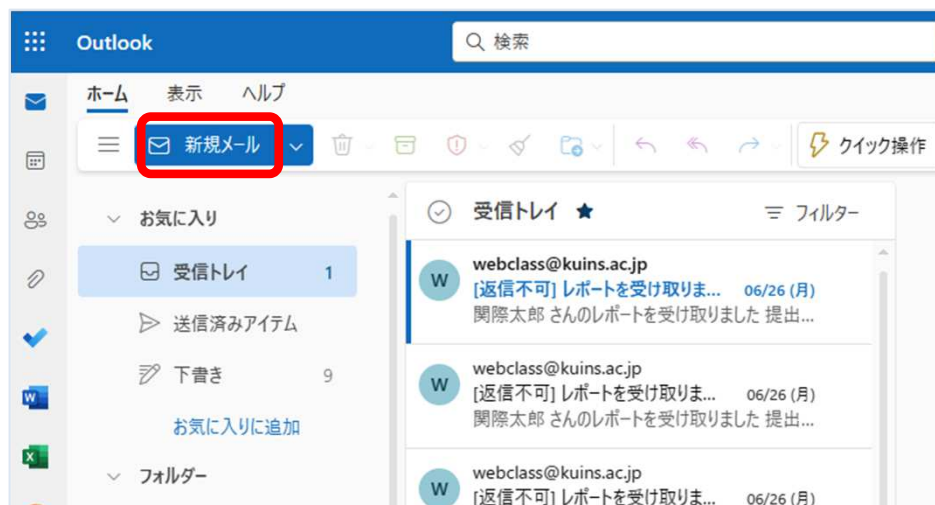 Outlook
検索
ホーム 表示 ヘルプ
新規メール
クイック操作
お気に入り
受信トレイ 1
送信済みアイテム
下書き 9
お気に入りに追加
フォルダー
受信トレイ
フィルター
W
webclass@kuins.ac.jp
[返信不可] レポートを受け取りま... 06/26 (月)
関際太郎 さんのレポートを受け取りました 提出...
W
webclass@kuins.ac.jp
[返信不可] レポートを受け取りま... 06/26 (月)
関際太郎 さんのレポートを受け取りました 提出...
W
webclass@kuins.ac.jp
[返信不可] レポートを受け取りま... 06/26 (月)